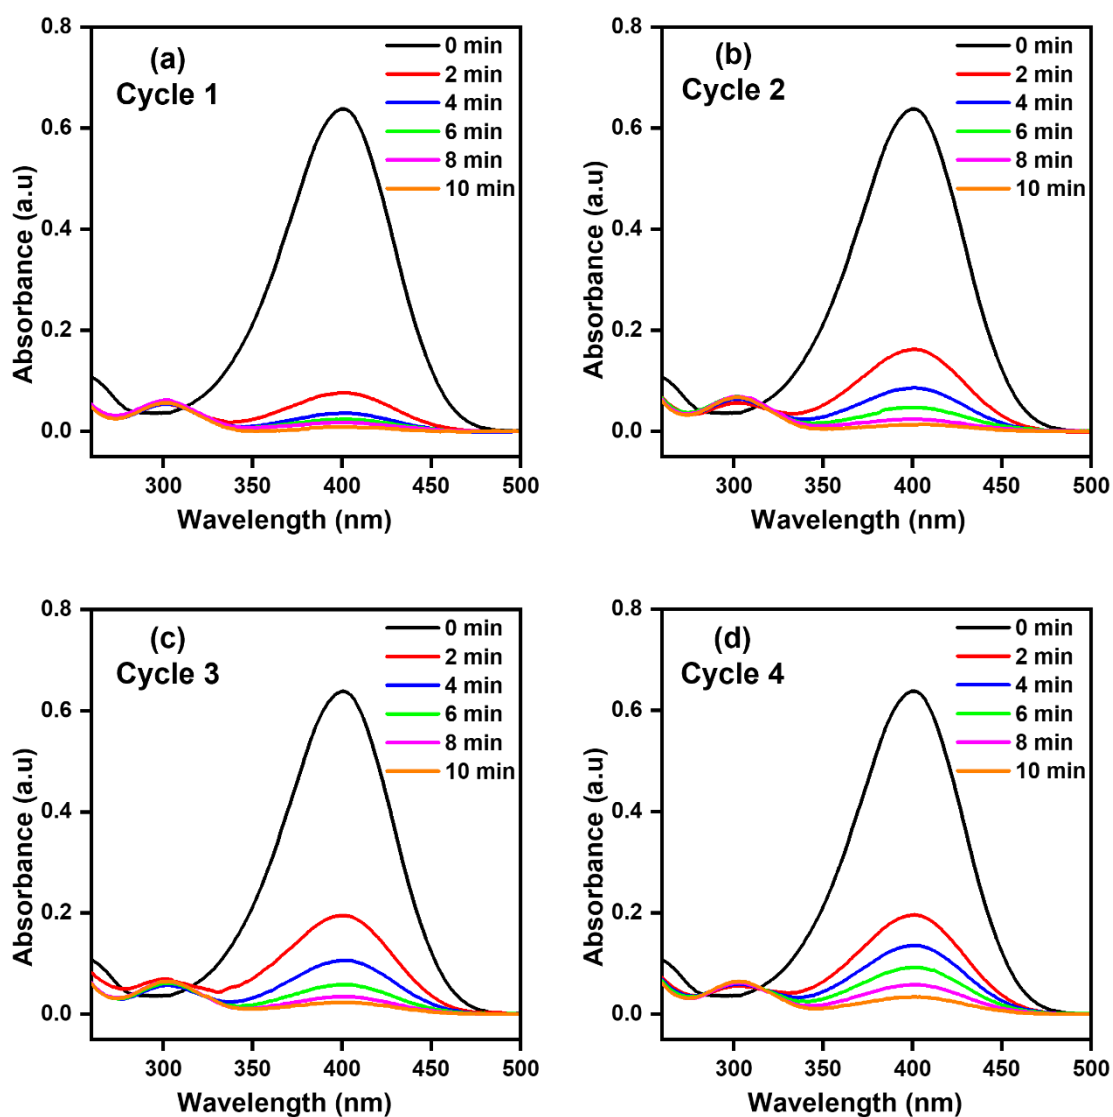 (a)
Cycle 1
0 min
2 min
4 min
6 min
8 min
10 min
0.8
0.6
0.4
0.2
0.0
Absorbance (a.u)
300
350
400
450
500
Wavelength (nm)
(b)
Cycle 2
0 min
2 min
4 min
6 min
8 min
10 min
0.8
0.6
0.4
0.2
0.0
Absorbance (a.u)
300
350
400
450
500
Wavelength (nm)
(c)
Cycle 3
0 min
2 min
4 min
6 min
8 min
10 min
0.8
0.6
0.4
0.2
0.0
Absorbance (a.u)
300
350
400
450
500
Wavelength (nm)
(d)
Cycle 4
0 min
2 min
4 min
6 min
8 min
10 min
0.8
0.6
0.4
0.2
0.0
Absorbance (a.u)
300
350
400
450
500
Wavelength (nm)